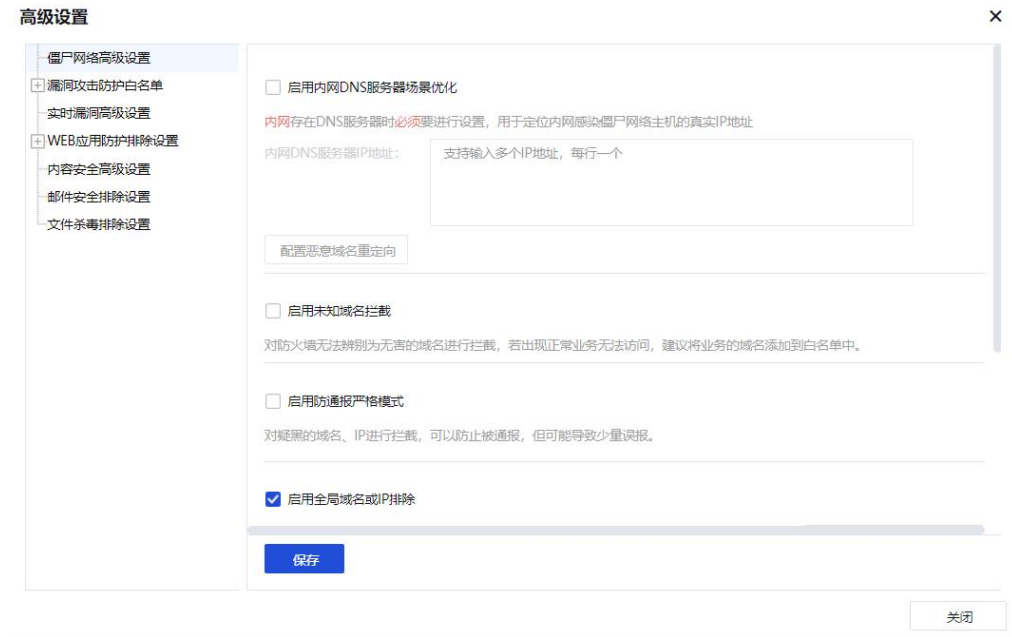 高级设置
僵尸网络高级设置
漏洞攻击防护白名单
实时漏洞高级设置
WEB应用防护排除设置
内容安全高级设置
邮件安全排除设置
文件杀毒排除设置
启用内网DNS服务器场景优化
内网存在DNS服务器时必须要进行设置，用于定位内网感染僵尸网络主机的真实IP地址
内网DNS服务器IP地址：
支持输入多个IP地址，每行一个
配置恶意域名重定向
启用未知域名拦截
对防火墙无法辨别为无害的域名进行拦截，若出现正常业务无法访问，建议将业务的域名添加到白名单中。
启用防通报严格模式
对疑黑的域名、IP进行拦截，可以防止被通报，但可能导致少量误报。
启用全局域名或IP排除
保存
关闭